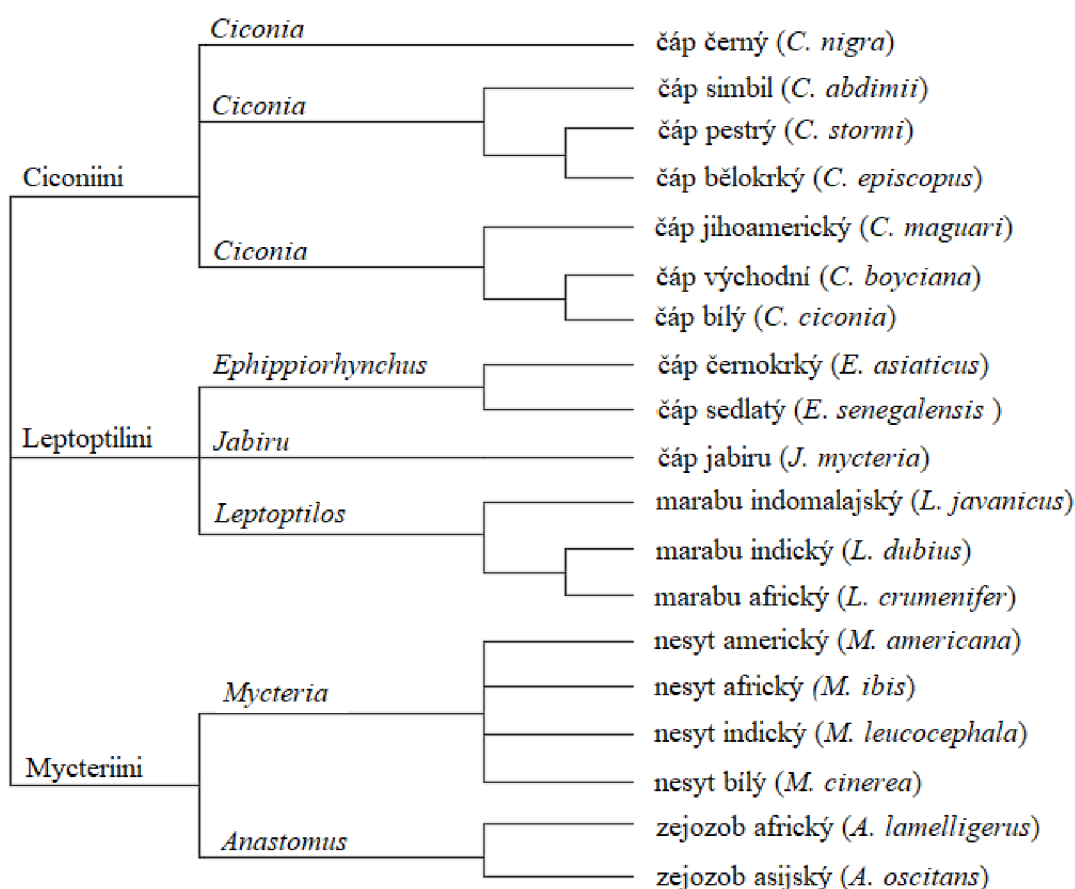 Ciconia
čáp černý (C. nigra)
čáp simbil (C. abdimii)
Ciconia
čáp pestrý (C. stormi)
Ciconiini
čáp bělokrký (C. episcopus)
čáp jihoamerický (C. maguari)
Ciconia
čáp východní (C. boyciana)
čáp bílý (C. ciconia)
Ephippiorhynchus
čáp černokrký (E. asiaticus)
čáp sedlatý (E. senegalensis )
Leptoptilini
Jabiru
čáp jabiru (J. mycteria)
marabu indomalajský (L. javanicus)
Leptoptilos
marabu indický (L. dubius)
marabu africký (L. crumenifer)
nesyt americký (M. americana)
Mycteria
nesyt africký (M. ibis)
nesyt indický (M. leucocephala)
Mycteriini
nesyt bílý (M. cinerea)
zejozob africký (A. lamelligerus)
Anastomus
zejozob asijský (A. oscitans)